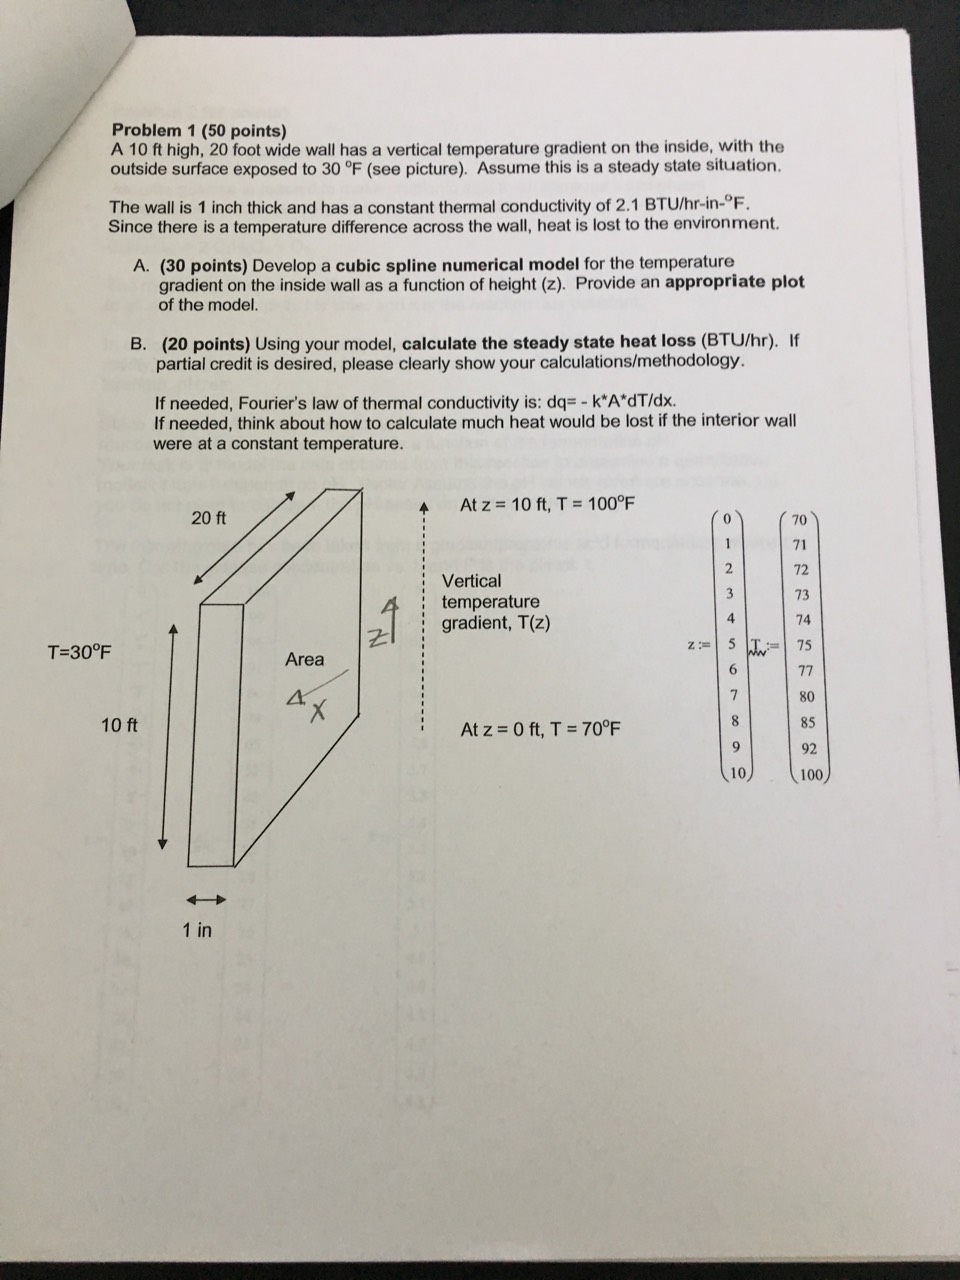 Problem 1 (50 points)
A 10 ft high, 20 foot wide wall has a vertical temperature gradient on the inside, with the
outside surface exposed to 30 °F (see picture). Assume this is a steady state situation.
The wall is 1 inch thick and has a constant thermal conductivity of 2.1 BTU/hr-in-°F.
Since there is a temperature difference across the wall, heat is lost to the environment.
A. (30 points) Develop a cubic spline numerical model for the temperature
gradient on the inside wall as a function of height (z). Provide an appropriate plot
of the model.
B. (20 points) Using your model, calculate the steady state heat loss (BTU/hr). If
partial credit is desired, please clearly show your calculations/methodology.
If needed, Fourier's law of thermal conductivity is: dq= - k*A*dT/dx.
If needed, think about how to calculate much heat would be lost if the interior wall
were at a constant temperature.
20 ft
T=30°F
10 ft
1 in
Area
x
z
At z = 10 ft, T = 100°F
Vertical
temperature
gradient, T(z)
At z = 0 ft, T = 70°F
z :=
0
1
2
3
4
5
6
7
8
9
10
T :=
70
71
72
73
74
75
77
80
85
92
100